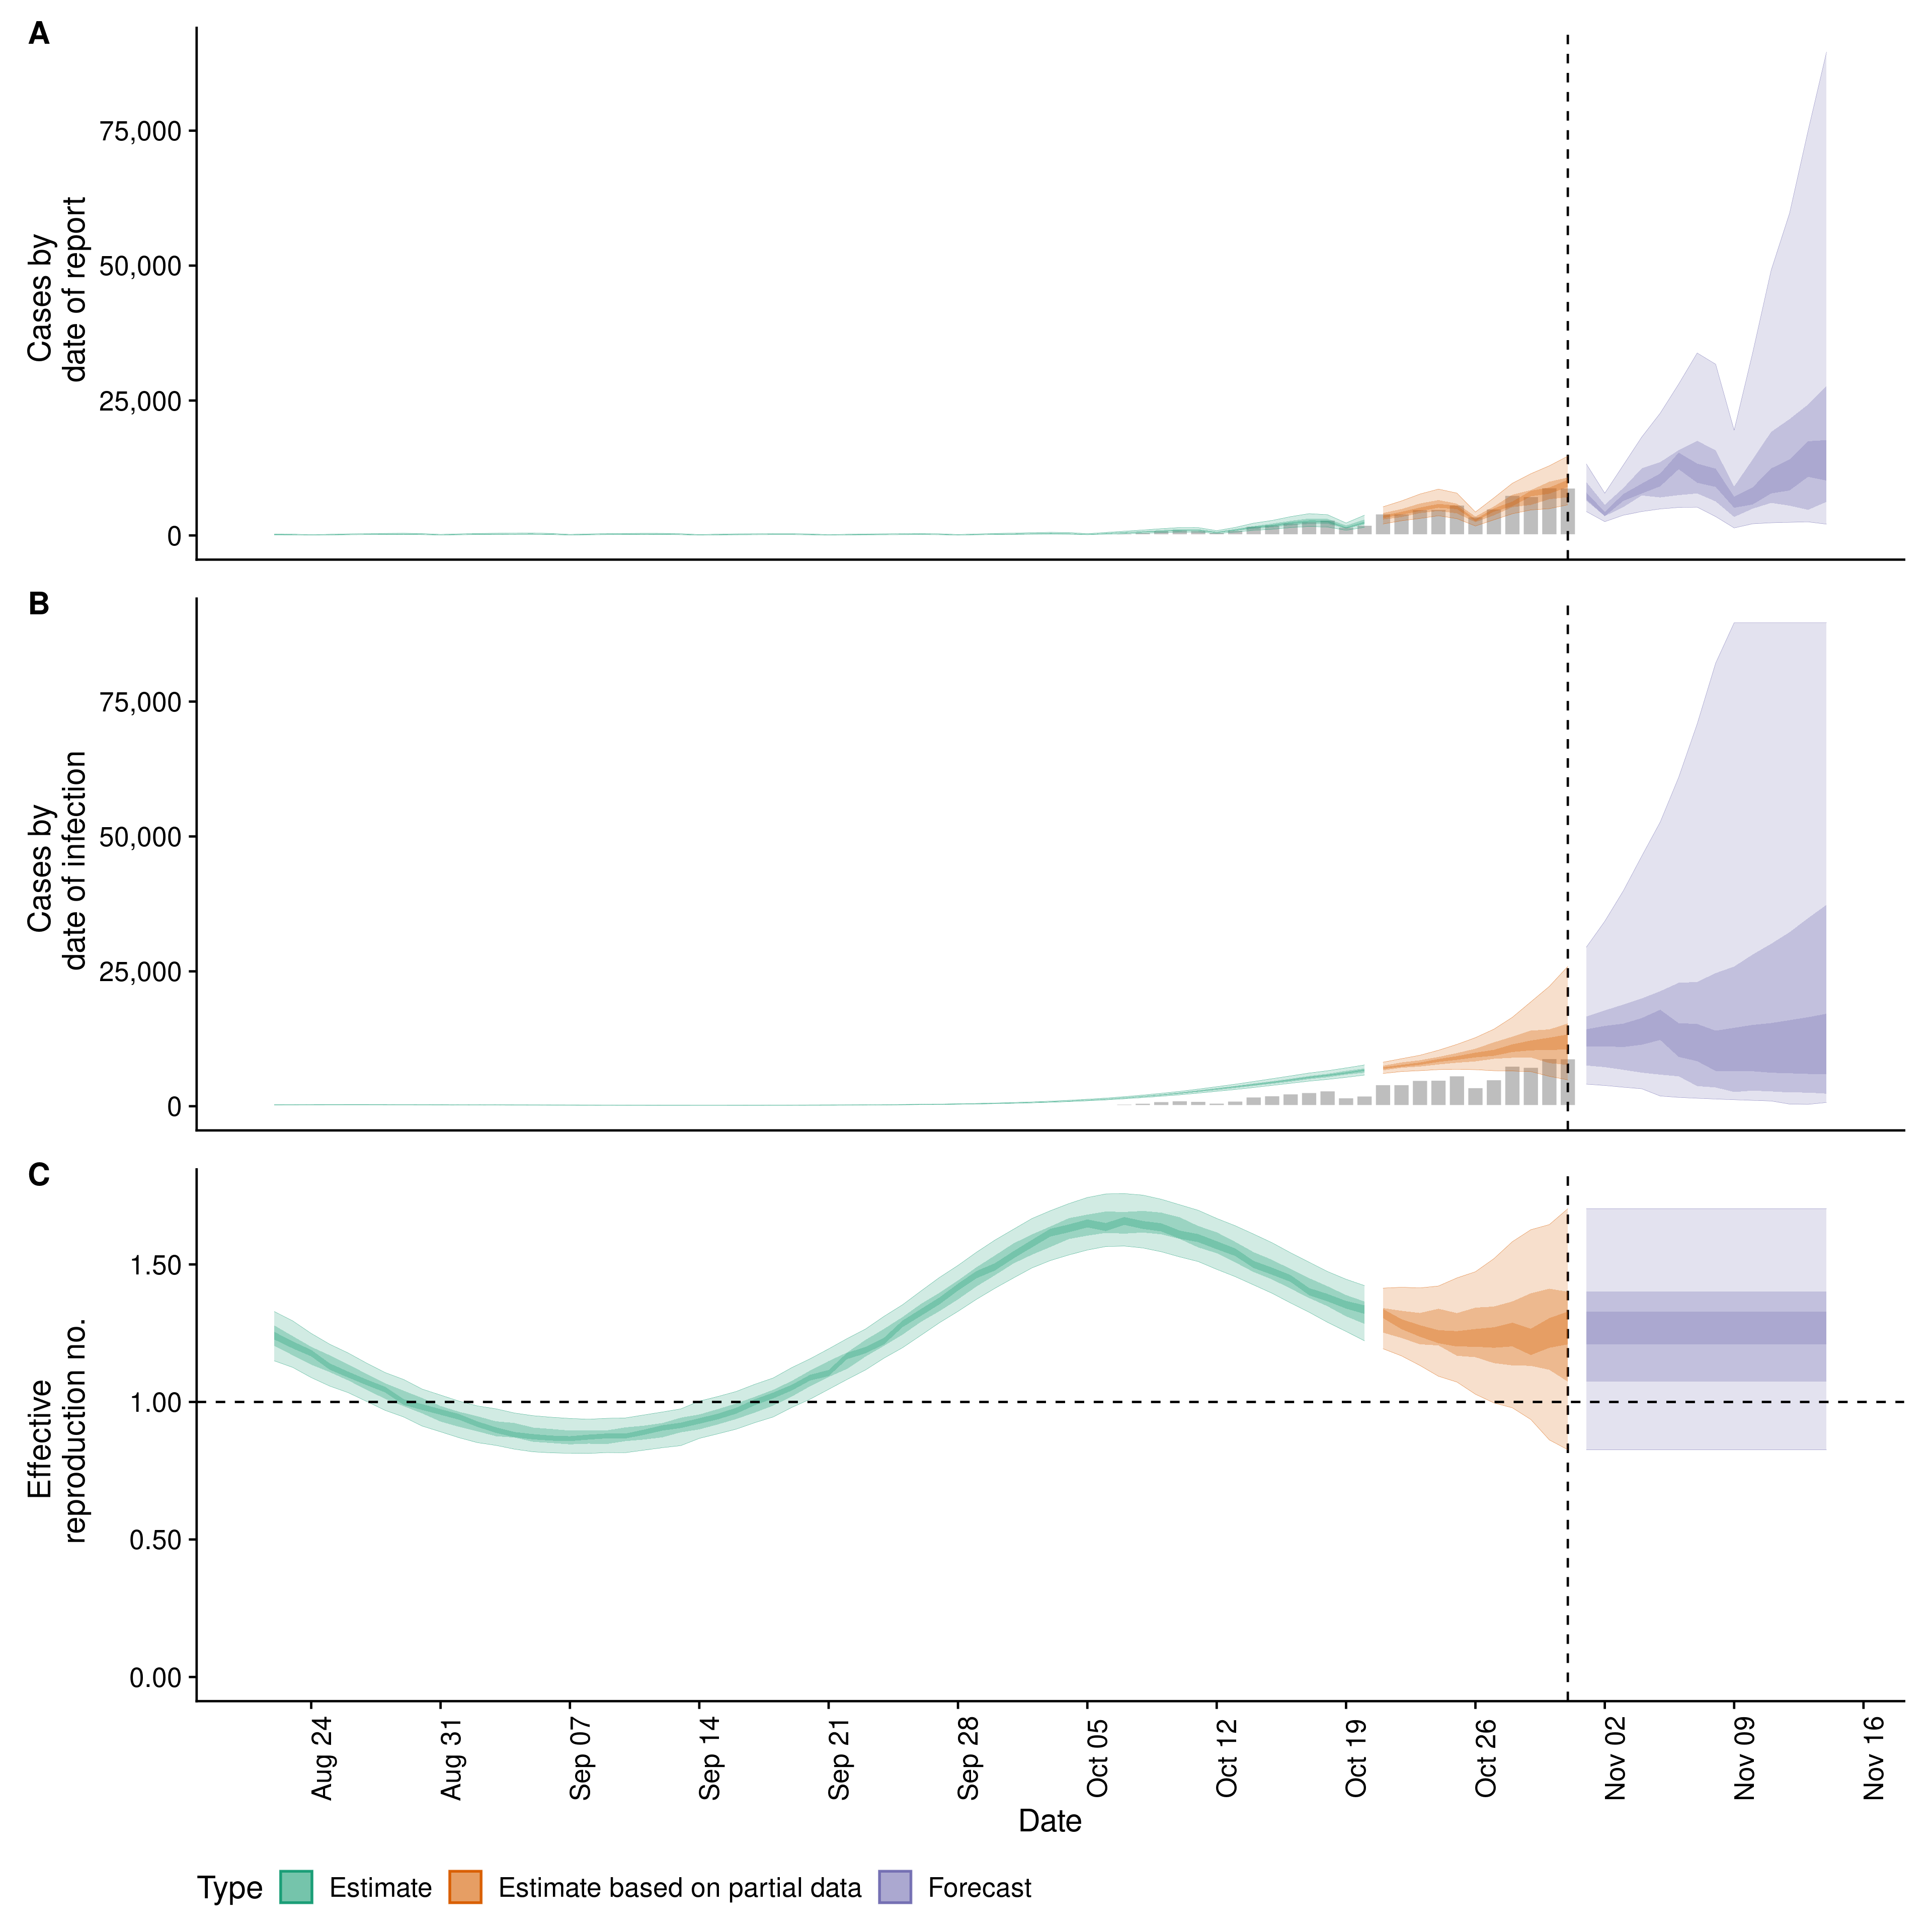 A
Cases by
date of report
75,000
50,000
25,000
0
B
Cases by
date of infection
75,000
50,000
25,000
0
C
Effective
reproduction no.
1.50
1.00
0.50
0.00
Aug 24
Aug 31
Sep 07
Sep 14
Sep 21
Sep 28
Oct 05
Oct 12
Oct 19
Oct 26
Nov 02
Nov 09
Nov 16
Date
Type Estimate Estimate based on partial data Forecast